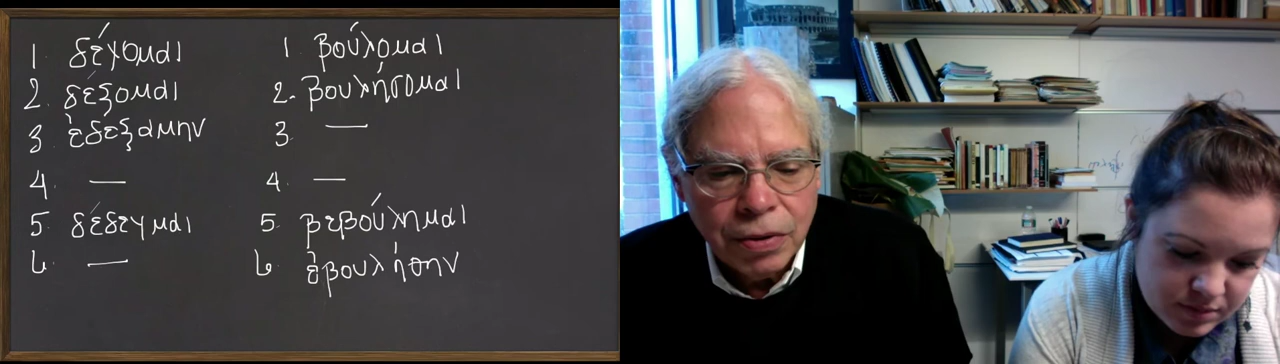 1. δέχομαι
2. δέξομαι
3 ἐδεξάμην
4. —
5. δέδεγμαι
6. —
1. βούλομαι
2. βουλήσομαι
3. —
4. —
5. βεβούλημαι
6. ἐβουλήθην